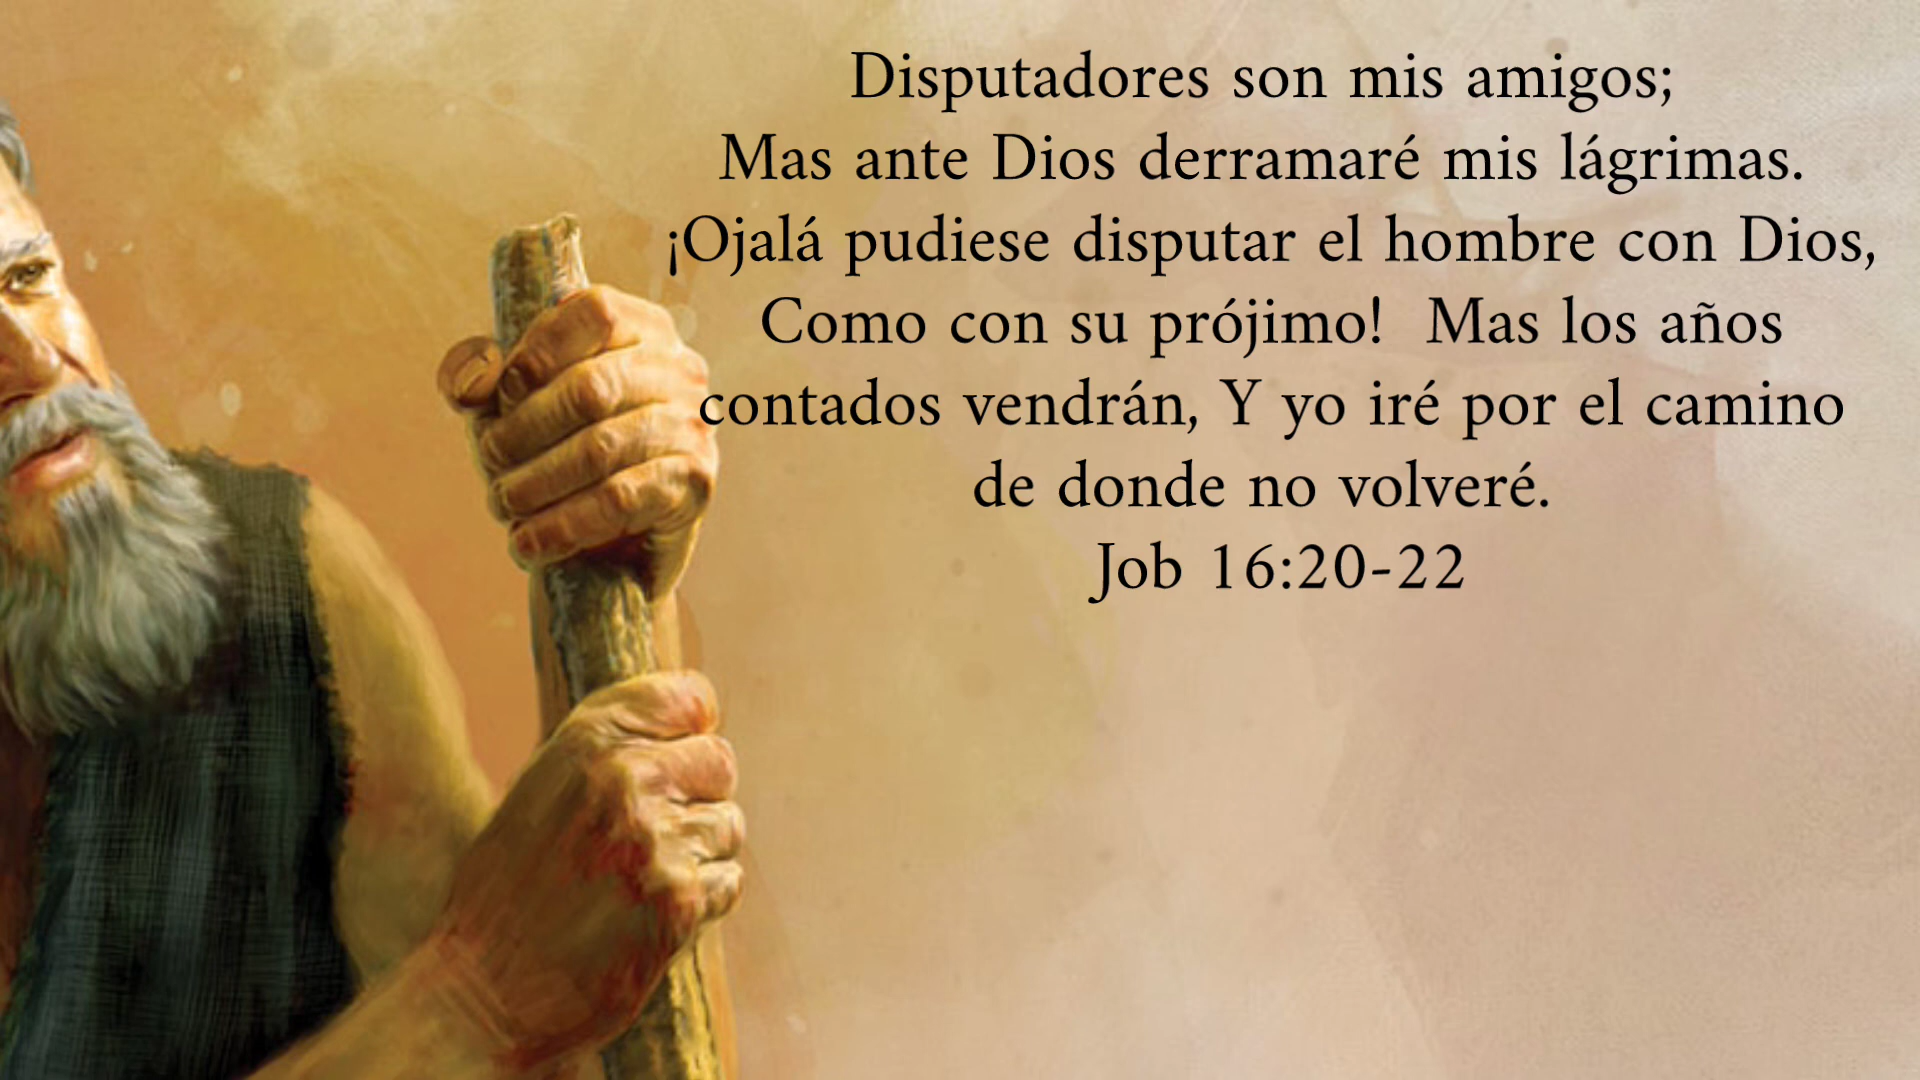 Disputadores son mis amigos;
Mas ante Dios derramaré mis lágrimas.
¡Ojalá pudiese disputar el hombre con Dios,
Como con su prójimo!  Mas los años
contados vendrán, Y yo iré por el camino
de donde no volveré.
Job 16:20-22